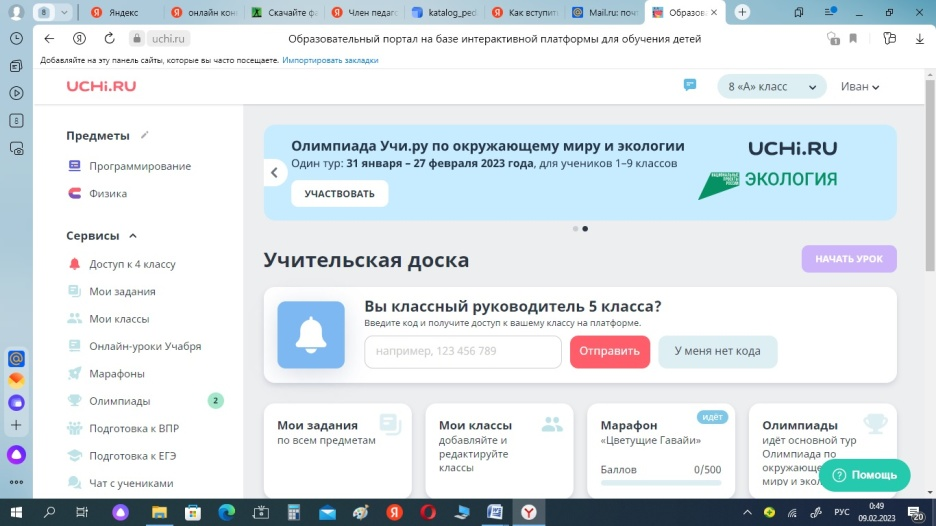 8
Яндекс
онлайн кон
Скачайте фа
Член педаго
katalog_ped
Как вступит
Mail.ru: поч
Образов
uchi.ru
Образовательный портал на базе интерактивной платформы для обучения детей
Добавляйте на эту панель сайты, которые вы часто посещаете. Импортировать закладки
UCHi.RU
8 «А» класс
Иван
Предметы
Программирование
Физика
Сервисы
Доступ к 4 классу
Мои задания
Мои классы
Онлайн-уроки Учабря
Марафоны
Олимпиады
2
Подготовка к ВПР
Подготовка к ЕГЭ
Чат с учениками
Олимпиада Учи.ру по окружающему миру и экологии
Один тур: 31 января – 27 февраля 2023 года, для учеников 1–9 классов
УЧАСТВОВАТЬ
UCHi.RU
ЭКОЛОГИЯ
Учительская доска
НАЧАТЬ УРОК
Вы классный руководитель 5 класса?
Введите код и получите доступ к вашему классу на платформе.
например, 123 456 789
Отправить
У меня нет кода
Мои задания
по всем предметам
Мои классы
добавляйте и
редактируйте
классы
идёт
Марафон
«Цветущие Гавайи»
Баллов
0/500
Олимпиады
идёт основной тур
Олимпиада по
окружающе
миру и экол
Помощь
РУС
0:49
09.02.2023
20